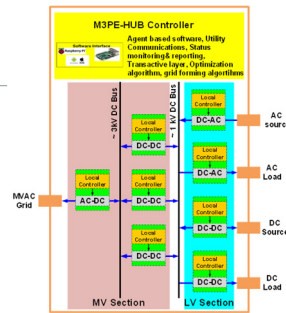 M3PE-HUB Controller
Software Interface
Agent based software, Utility
Communications, Status
monitoring & reporting,
Transactive layer, Optimization
algorithm, grid forming algorithms
~ 3kV DC Bus
~ 1 kV DC Bus
Local
Controller
DC-AC
AC
source
Local
Controller
DC-DC
Local
Controller
DC-AC
AC
Load
MVAC
Grid
Local
Controller
AC-DC
Local
Controller
DC-DC
Local
Controller
DC-DC
DC
Source
Local
Controller
DC-DC
Local
Controller
DC-DC
DC
Load
MV Section
LV Section